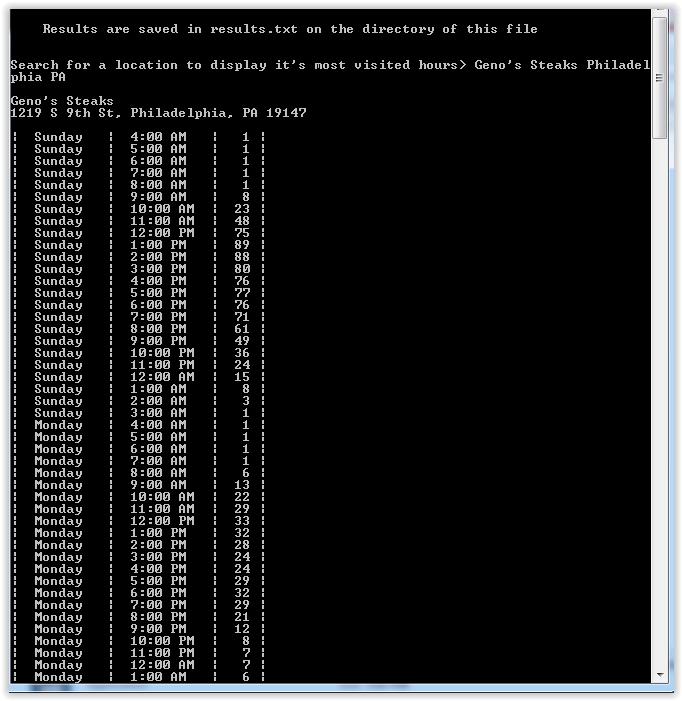 Results are saved in results.txt on the directory of this file
Search for a location to display it's most visited hours> Geno's Steaks Philadel
phia PA
Geno's Steaks
1219 S 9th St, Philadelphia, PA 19147
¦ Sunday ¦ 4:00 AM ¦ 1 ¦
¦ Sunday ¦ 5:00 AM ¦ 1 ¦
¦ Sunday ¦ 6:00 AM ¦ 1 ¦
¦ Sunday ¦ 7:00 AM ¦ 1 ¦
¦ Sunday ¦ 8:00 AM ¦ 1 ¦
¦ Sunday ¦ 9:00 AM ¦ 8 ¦
¦ Sunday ¦ 10:00 AM ¦ 23 ¦
¦ Sunday ¦ 11:00 AM ¦ 48 ¦
¦ Sunday ¦ 12:00 PM ¦ 75 ¦
¦ Sunday ¦ 1:00 PM ¦ 89 ¦
¦ Sunday ¦ 2:00 PM ¦ 88 ¦
¦ Sunday ¦ 3:00 PM ¦ 80 ¦
¦ Sunday ¦ 4:00 PM ¦ 76 ¦
¦ Sunday ¦ 5:00 PM ¦ 77 ¦
¦ Sunday ¦ 6:00 PM ¦ 76 ¦
¦ Sunday ¦ 7:00 PM ¦ 71 ¦
¦ Sunday ¦ 8:00 PM ¦ 61 ¦
¦ Sunday ¦ 9:00 PM ¦ 49 ¦
¦ Sunday ¦ 10:00 PM ¦ 36 ¦
¦ Sunday ¦ 11:00 PM ¦ 24 ¦
¦ Sunday ¦ 12:00 AM ¦ 15 ¦
¦ Sunday ¦ 1:00 AM ¦ 8 ¦
¦ Sunday ¦ 2:00 AM ¦ 3 ¦
¦ Sunday ¦ 3:00 AM ¦ 1 ¦
¦ Monday ¦ 4:00 AM ¦ 1 ¦
¦ Monday ¦ 5:00 AM ¦ 1 ¦
¦ Monday ¦ 6:00 AM ¦ 1 ¦
¦ Monday ¦ 7:00 AM ¦ 1 ¦
¦ Monday ¦ 8:00 AM ¦ 6 ¦
¦ Monday ¦ 9:00 AM ¦ 13 ¦
¦ Monday ¦ 10:00 AM ¦ 22 ¦
¦ Monday ¦ 11:00 AM ¦ 29 ¦
¦ Monday ¦ 12:00 PM ¦ 33 ¦
¦ Monday ¦ 1:00 PM ¦ 32 ¦
¦ Monday ¦ 2:00 PM ¦ 28 ¦
¦ Monday ¦ 3:00 PM ¦ 24 ¦
¦ Monday ¦ 4:00 PM ¦ 24 ¦
¦ Monday ¦ 5:00 PM ¦ 29 ¦
¦ Monday ¦ 6:00 PM ¦ 32 ¦
¦ Monday ¦ 7:00 PM ¦ 29 ¦
¦ Monday ¦ 8:00 PM ¦ 21 ¦
¦ Monday ¦ 9:00 PM ¦ 12 ¦
¦ Monday ¦ 10:00 PM ¦ 8 ¦
¦ Monday ¦ 11:00 PM ¦ 7 ¦
¦ Monday ¦ 12:00 AM ¦ 7 ¦
¦ Monday ¦ 1:00 AM ¦ 6 ¦